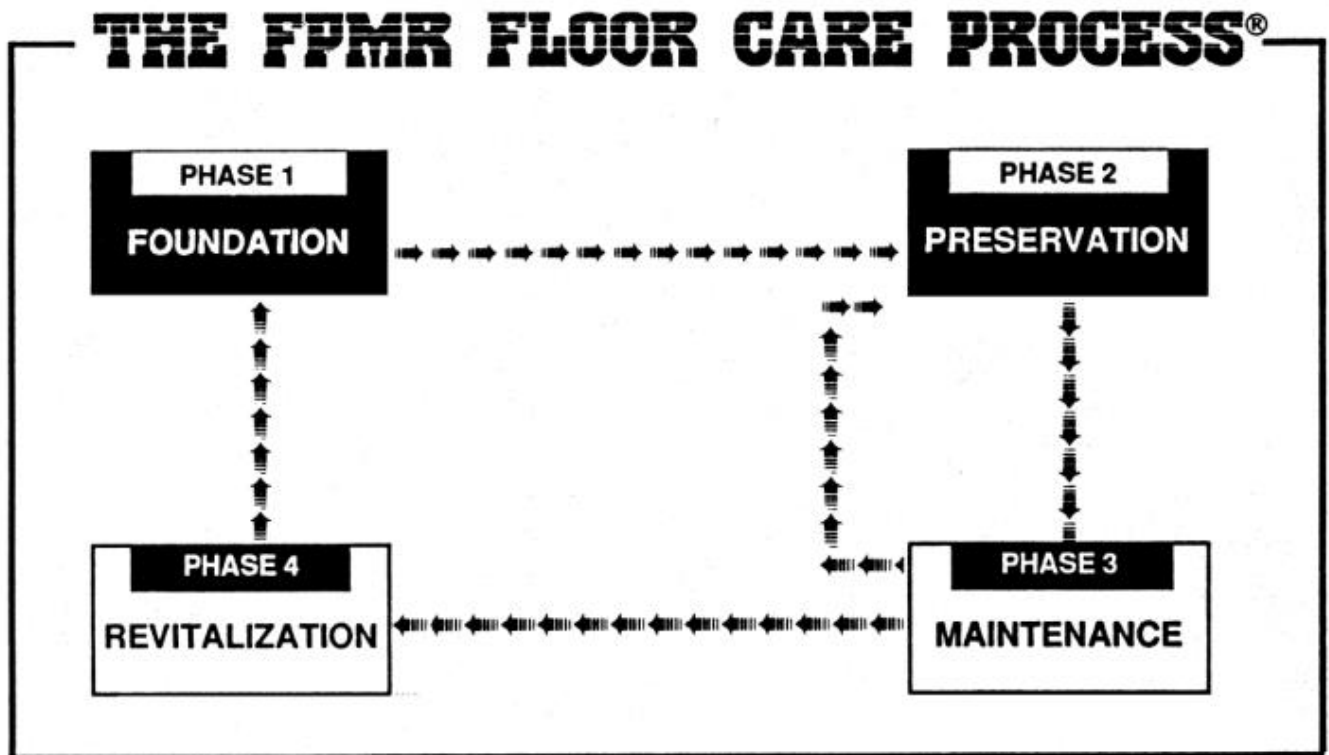 THE FPMR FLOOR CARE PROCESS®
PHASE 1
FOUNDATION
PHASE 2
PRESERVATION
PHASE 4
REVITALIZATION
PHASE 3
MAINTENANCE